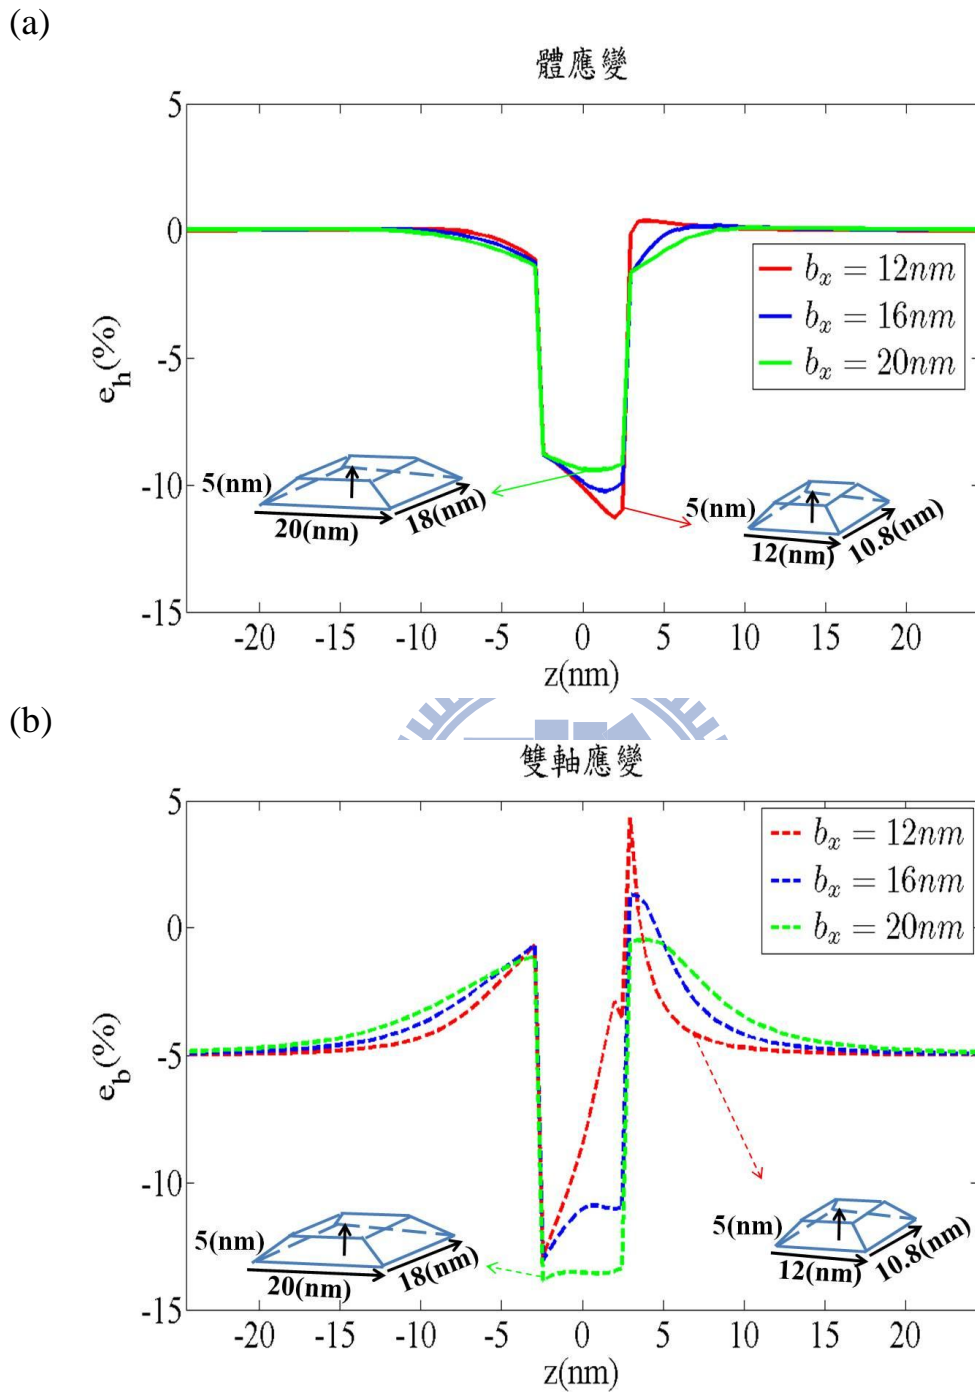 (a)
體應變
5
0
-5
-10
-15
e_h(%)
b_x = 12nm
b_x = 16nm
b_x = 20nm
5(nm)
20(nm)
18(nm)
5(nm)
12(nm)
10.8(nm)
-20 -15 -10 -5 0 5 10 15 20
z(nm)
(b)
雙軸應變
5
0
-5
-10
-15
e_b(%)
b_x = 12nm
b_x = 16nm
b_x = 20nm
5(nm)
20(nm)
18(nm)
5(nm)
12(nm)
10.8(nm)
-20 -15 -10 -5 0 5 10 15 20
z(nm)